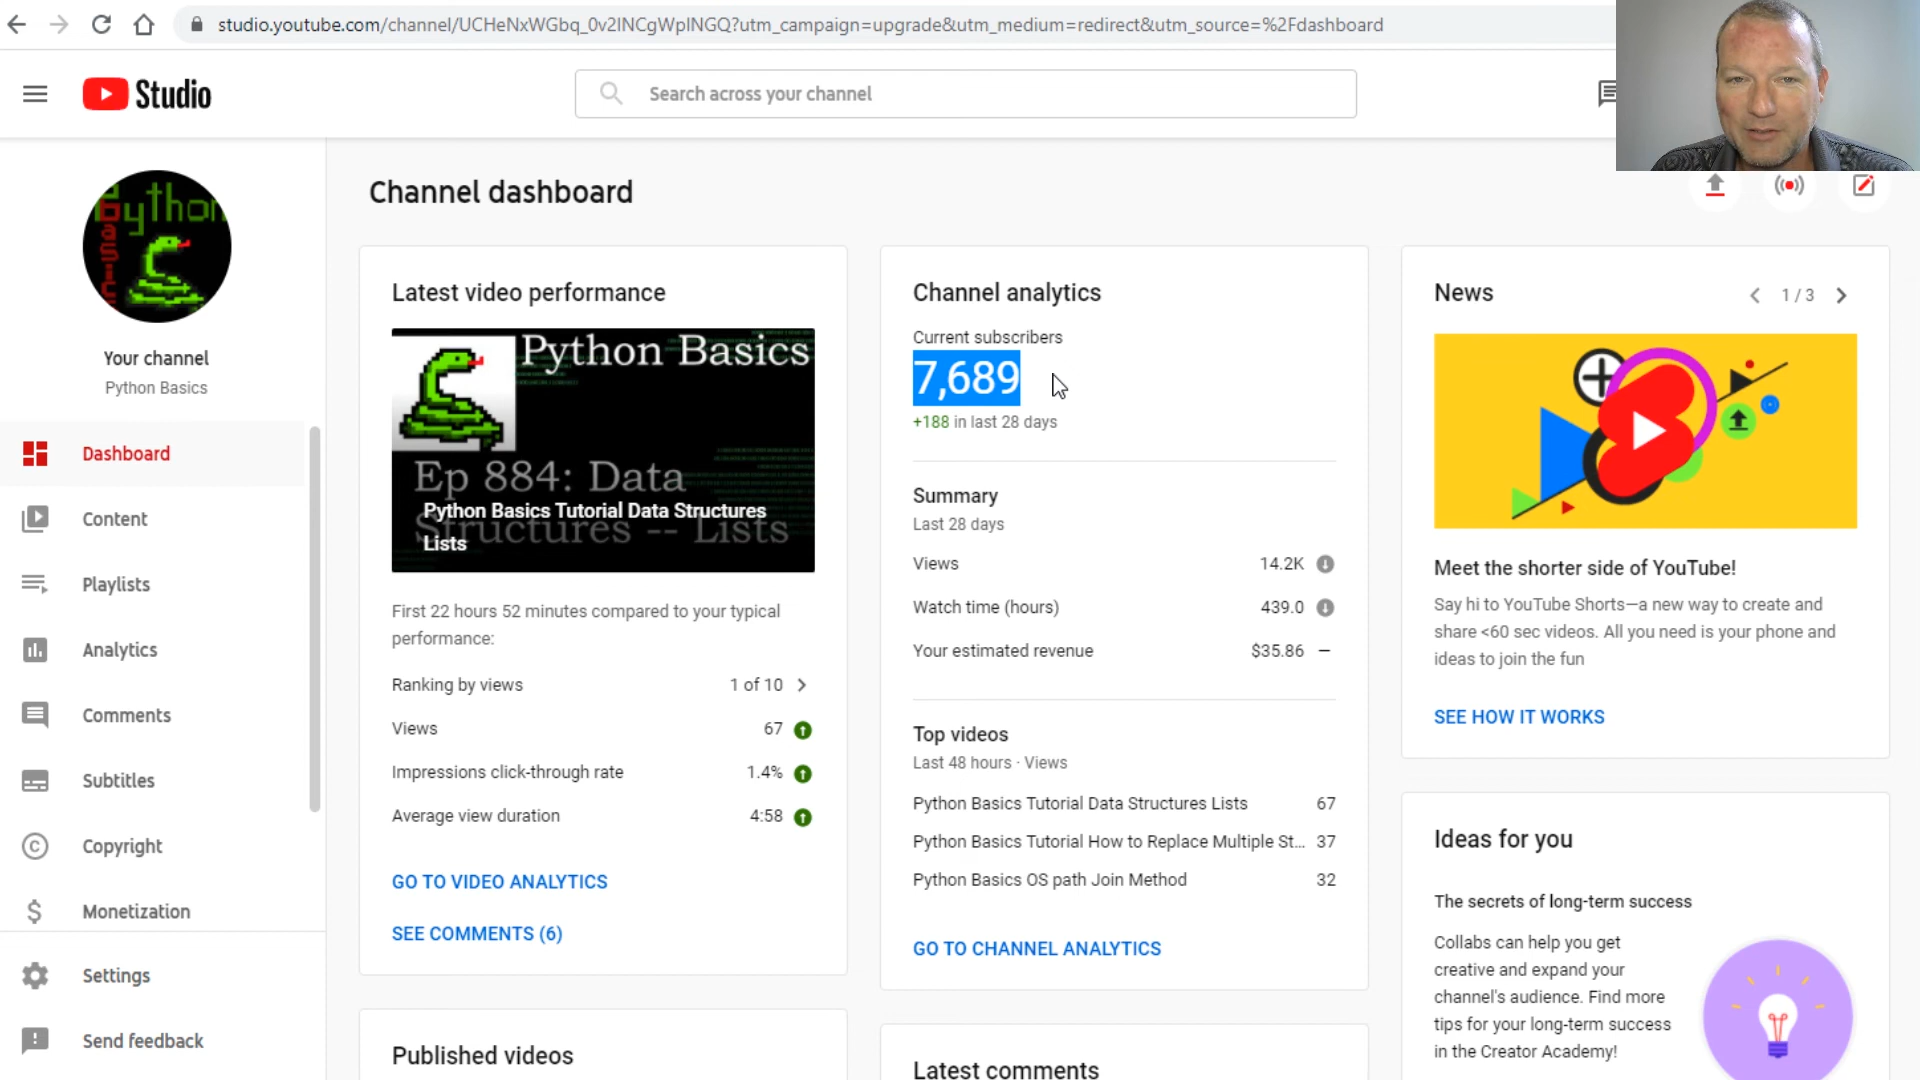 studio.youtube.com/channel/UCHeNxWGbq_0v2INCgWpINGQ?utm_campaign=upgrade&utm_medium=redirect&utm_source=%2Fdashboard
Studio
Search across your channel
Python
Basics
Your channel
Python Basics
Dashboard
Content
Playlists
Analytics
Comments
Subtitles
Copyright
Monetization
Settings
Send feedback
Channel dashboard
Latest video performance
Python Basics
Ep 884: Data
Structures -- Lists
Python Basics Tutorial Data Structures
Lists
First 22 hours 52 minutes compared to your typical
performance:
Ranking by views 1 of 10
Views 67
Impressions click-through rate 1.4%
Average view duration 4:58
GO TO VIDEO ANALYTICS
SEE COMMENTS (6)
Published videos
Channel analytics
Current subscribers
7,689
+188 in last 28 days
Summary
Last 28 days
Views 14.2K
Watch time (hours) 439.0
Your estimated revenue $35.86 —
Top videos
Last 48 hours · Views
Python Basics Tutorial Data Structures Lists 67
Python Basics Tutorial How to Replace Multiple St... 37
Python Basics OS path Join Method 32
GO TO CHANNEL ANALYTICS
Latest comments
News
1 / 3
Meet the shorter side of YouTube!
Say hi to YouTube Shorts—a new way to create and
share <60 sec videos. All you need is your phone and
ideas to join the fun
SEE HOW IT WORKS
Ideas for you
The secrets of long-term success
Collabs can help you get
creative and expand your
channel's audience. Find more
tips for your long-term success
in the Creator Academy!